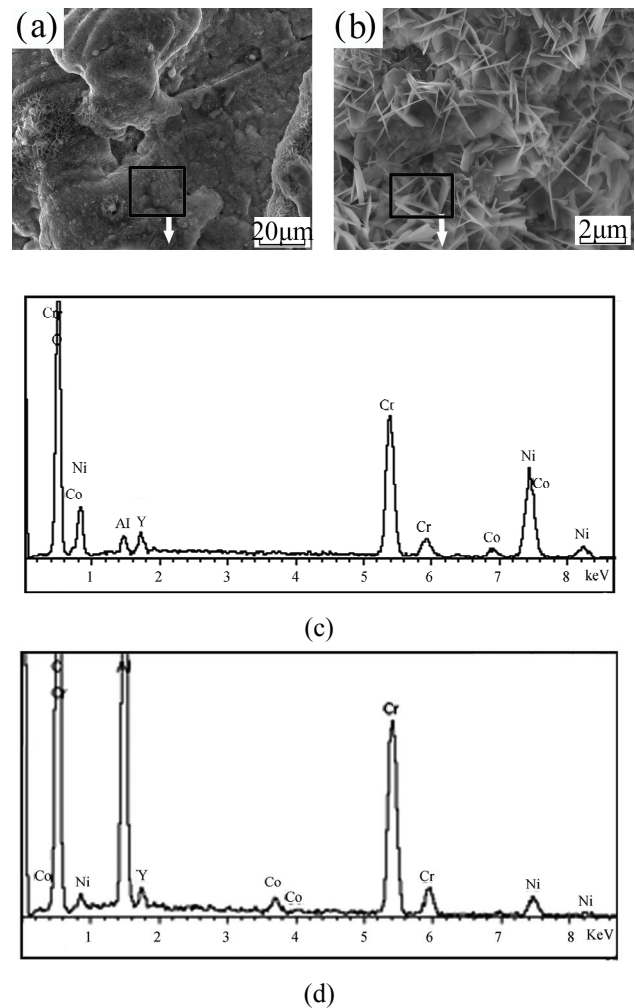 (a)
20μm
(b)
2μm
Cr
O
Ni
Co
Al
Y
Cr
Cr
Co
Ni
Co
Ni
1 2 3 4 5 6 7 8 keV
(c)
C
Cr
Al
Co
Ni
Y
Co
Co
Cr
Cr
Ni
Ni
1 2 3 4 5 6 7 8 KeV
(d)